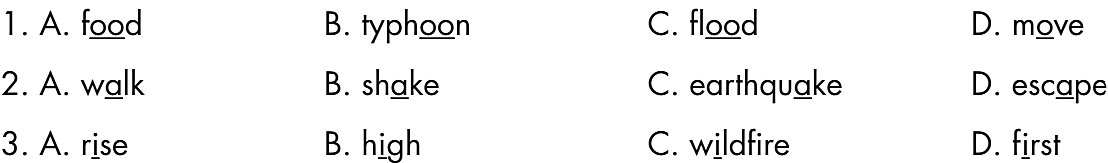 1. A. food B. typhoon C. flood D. move
2. A. walk B. shake C. earthquake D. escape
3. A. rise B. high C. wildfire D. first